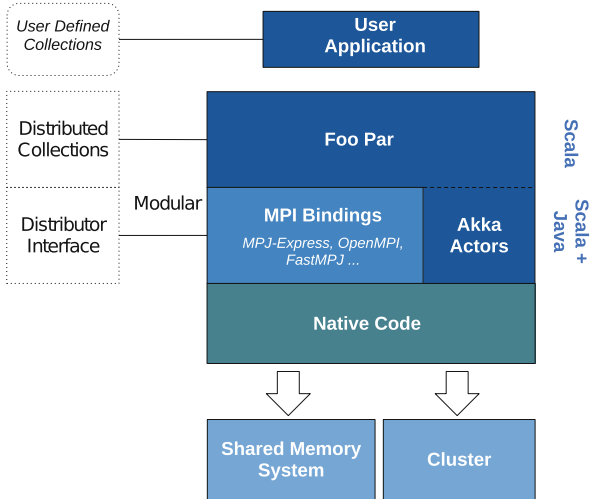 User Defined
Collections
User
Application
Distributed
Collections
Foo Par
Scala
Modular
Distributor
Interface
MPI Bindings
MPJ-Express, OpenMPI,
FastMPJ ...
Akka
Actors
Scala +
Java
Native Code
Shared Memory
System
Cluster